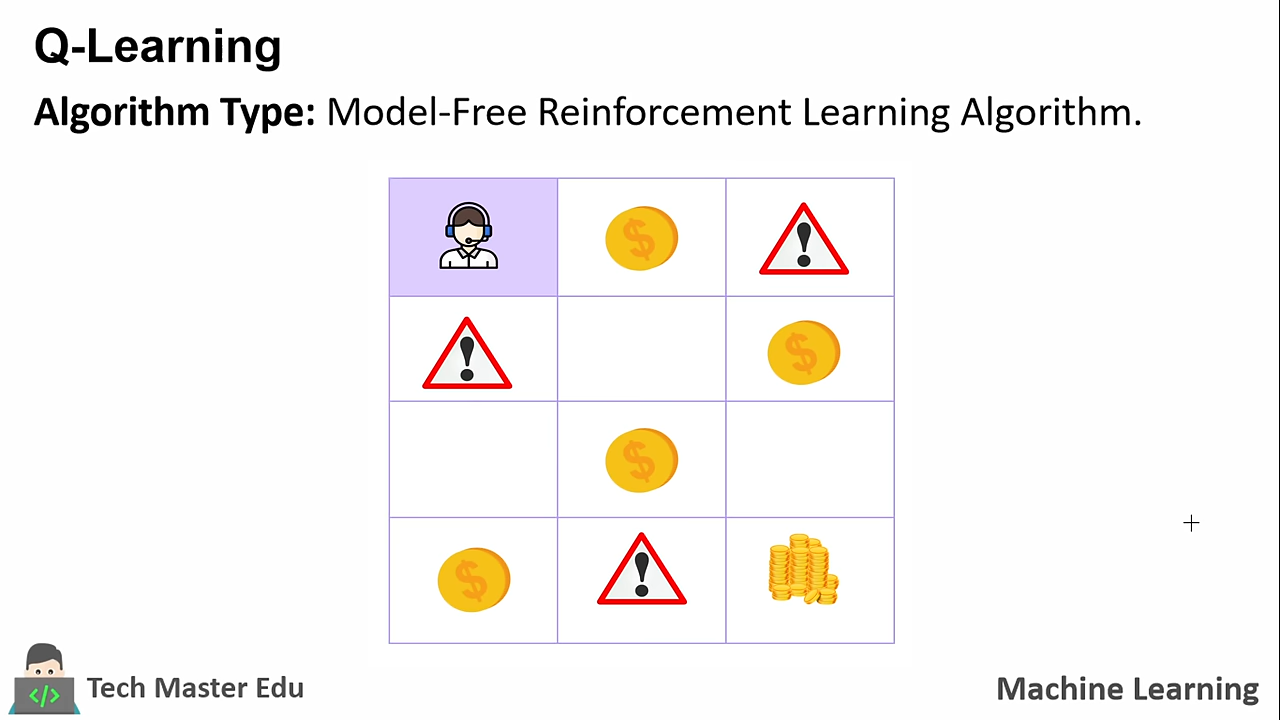 Q-Learning
Algorithm Type: Model-Free Reinforcement Learning Algorithm.
$
$
$
$
</>
Tech Master Edu
Machine Learning